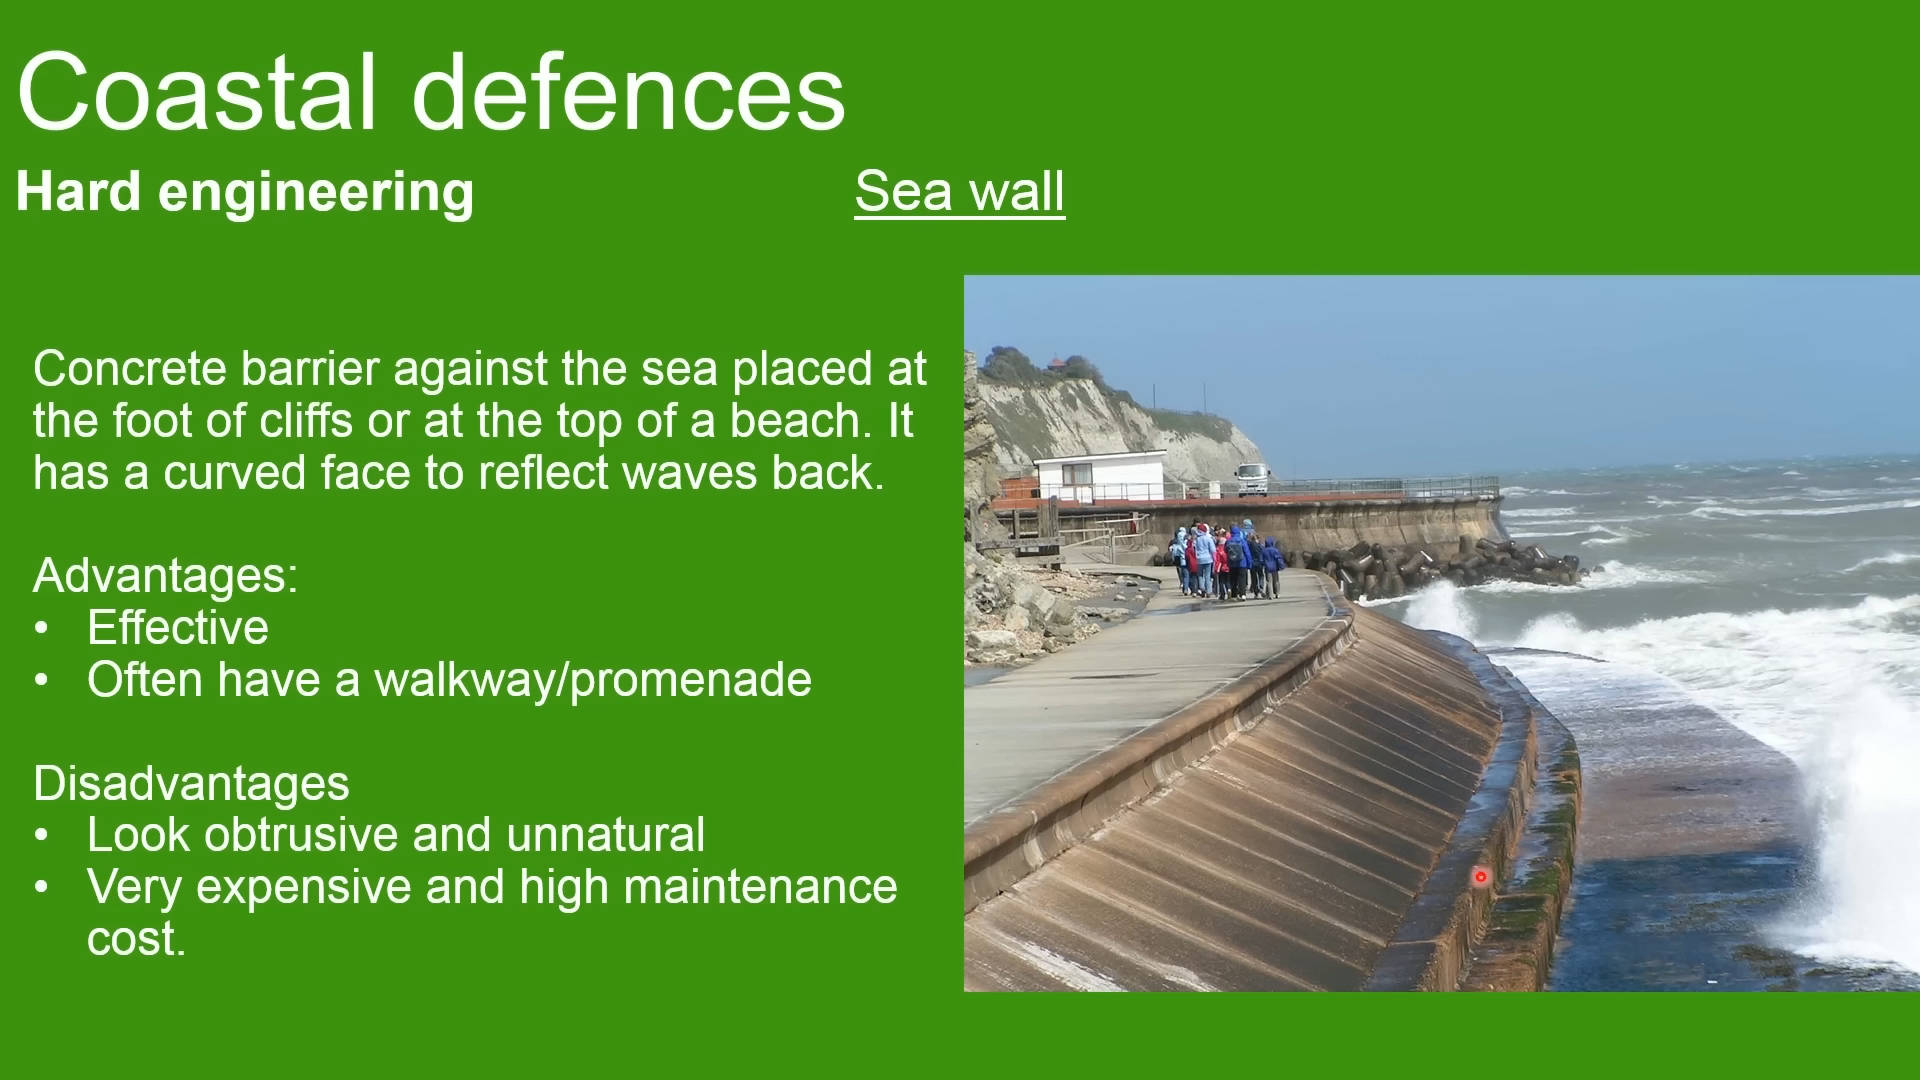 Coastal defences
Hard engineering
Sea wall
Concrete barrier against the sea placed at
the foot of cliffs or at the top of a beach. It
has a curved face to reflect waves back.
Advantages:
• Effective
• Often have a walkway/promenade
Disadvantages
• Look obtrusive and unnatural
• Very expensive and high maintenance
cost.